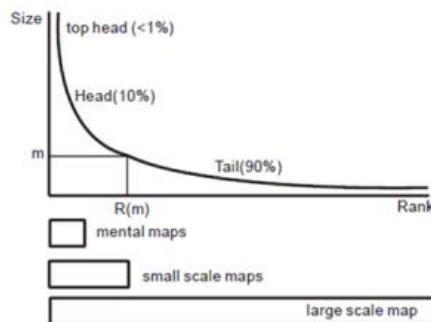 Size
top head (<1%)
Head(10%)
m
Tail(90%)
R(m)
Rank
mental maps
small scale maps
large scale map